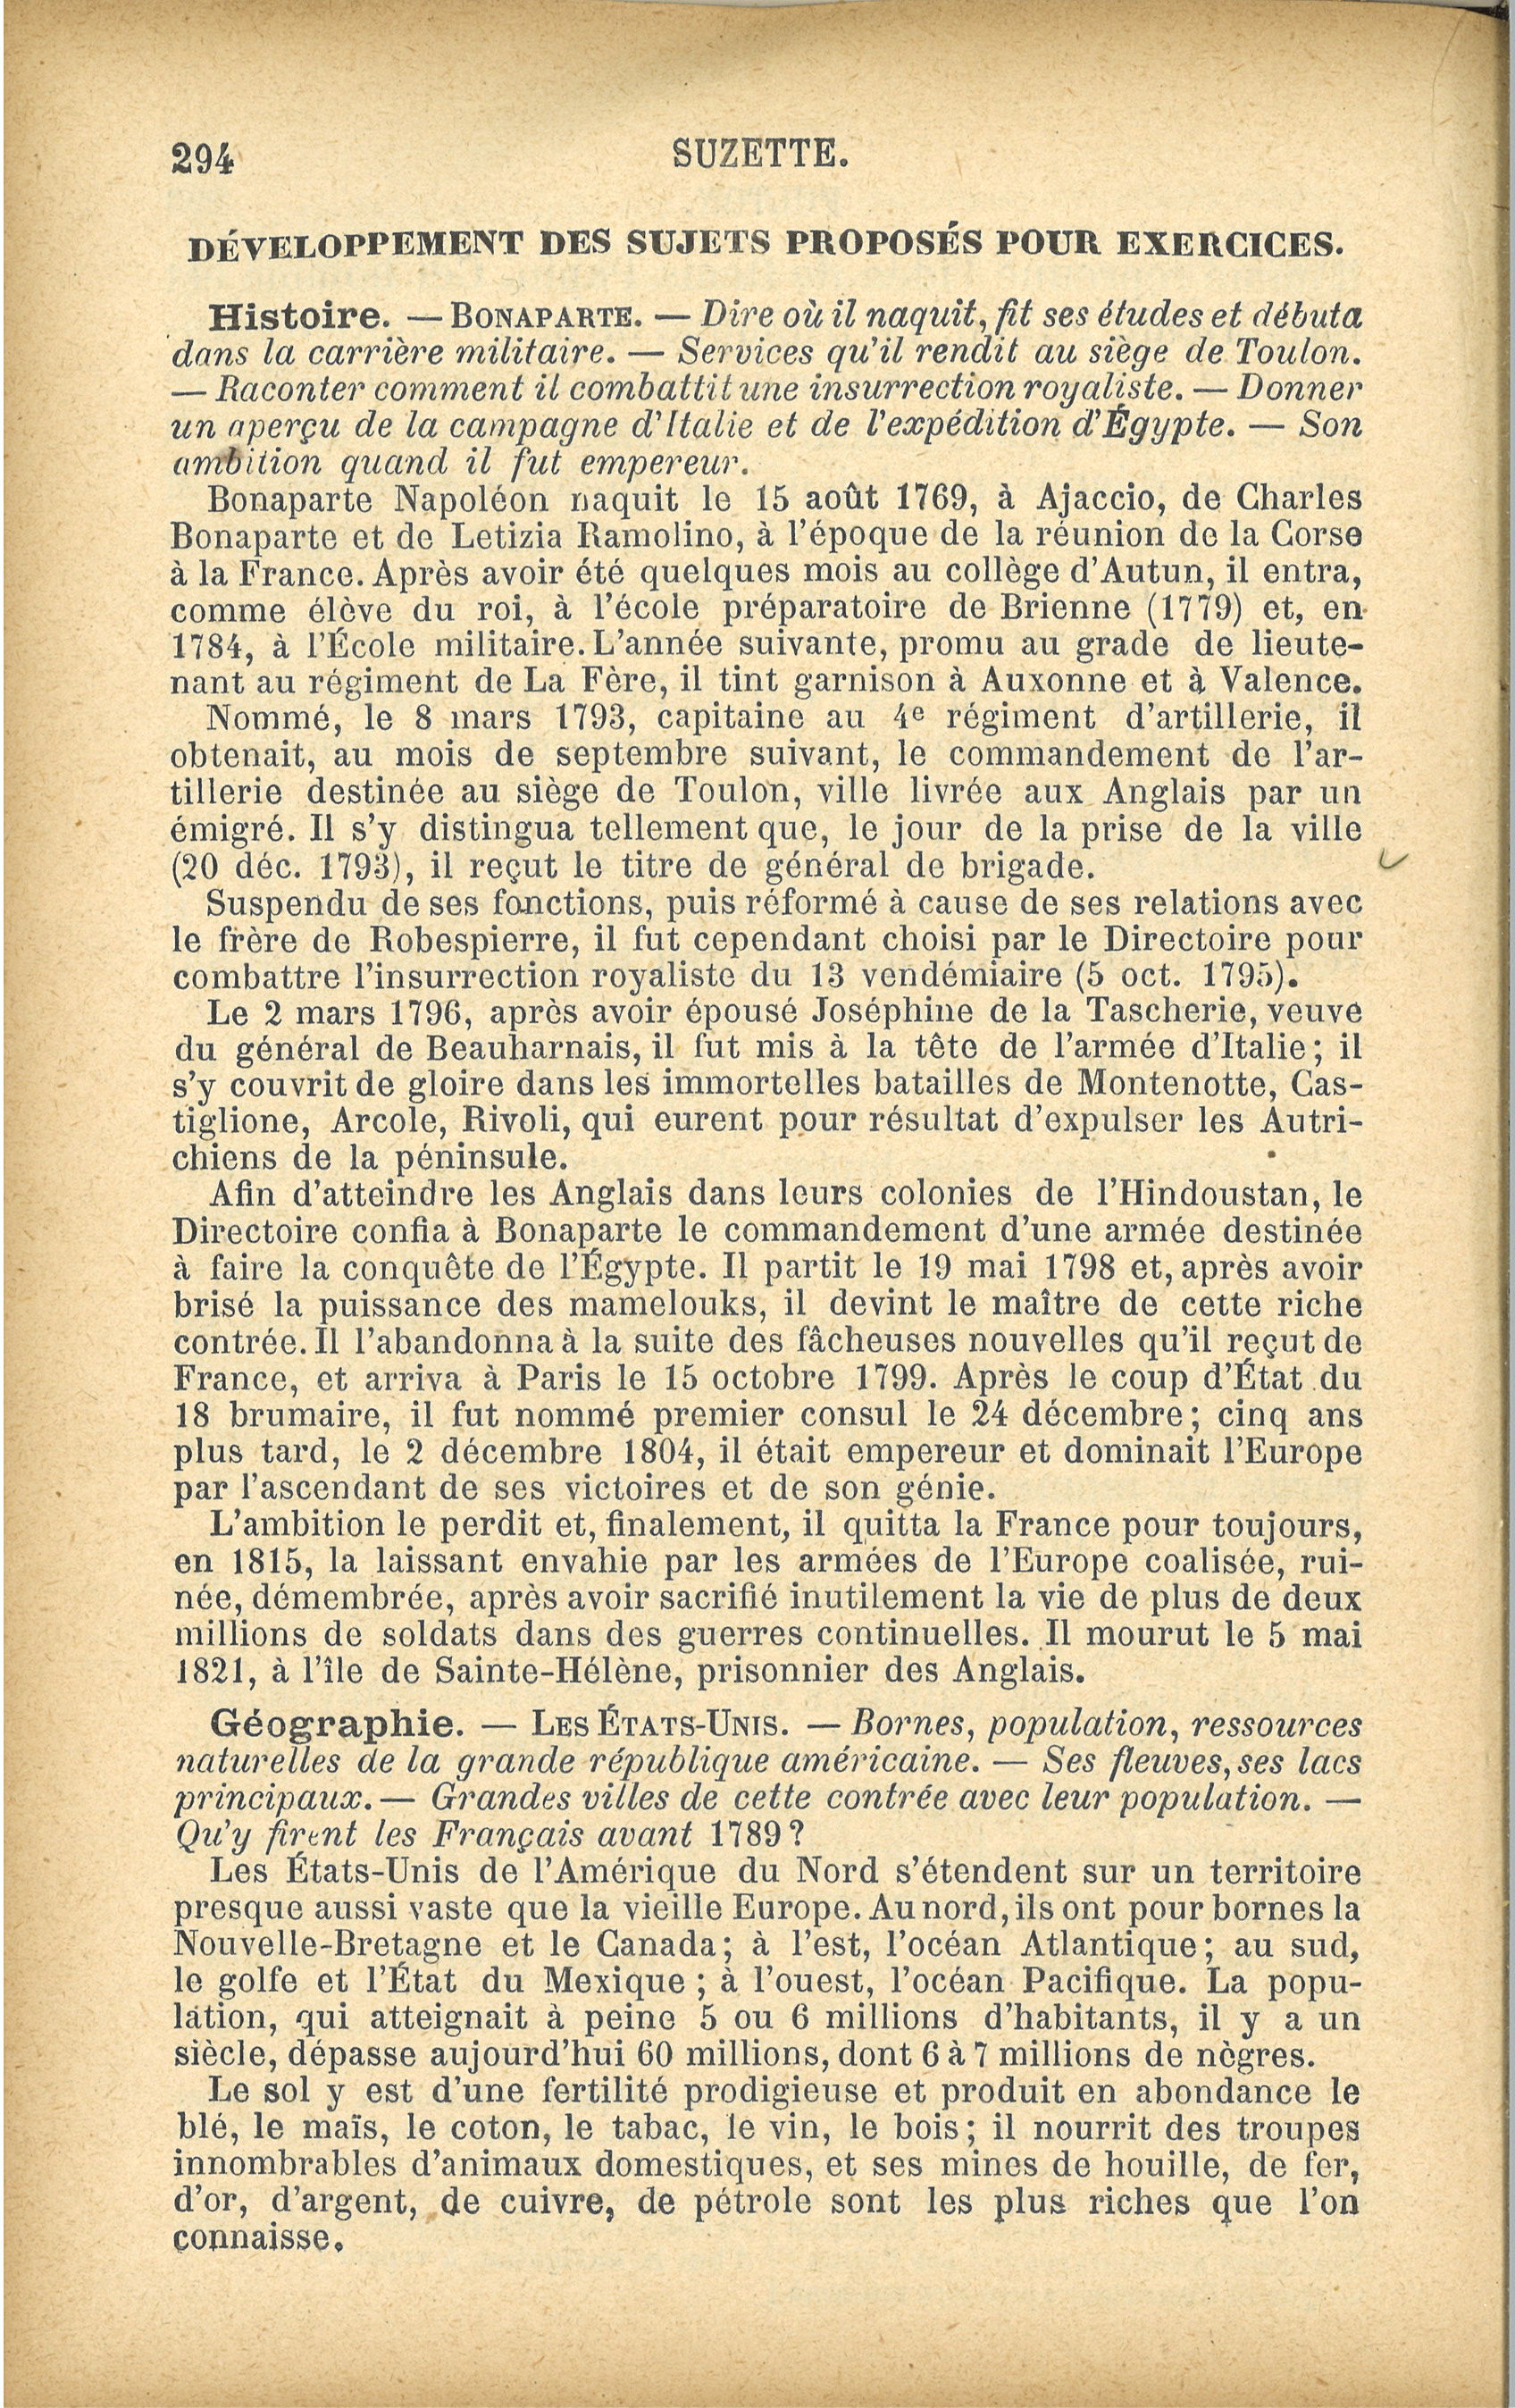 294
SUZETTE.
DÉVELOPPEMENT DES SUJETS PROPOSÉS POUR EXERCICES.
Histoire. — BONAPARTE. — Dire où il naquit, fit ses études et débuta
dans la carrière militaire. — Services qu'il rendit au siège de Toulon.
— Raconter comment il combattit une insurrection royaliste. — Donner
un aperçu de la campagne d'Italie et de l'expédition d'Égypte. — Son
ambition quand il fut empereur.
Bonaparte Napoléon naquit le 15 août 1769, à Ajaccio, de Charles
Bonaparte et de Letizia Ramolino, à l'époque de la réunion de la Corse
à la France. Après avoir été quelques mois au collège d'Autun, il entra,
comme élève du roi, à l'école préparatoire de Brienne (1779) et, en
1784, à l'École militaire. L'année suivante, promu au grade de lieute-
nant au régiment de La Fère, il tint garnison à Auxonne et à Valence.
Nommé, le 8 mars 1793, capitaine au 4e régiment d'artillerie, il
obtenait, au mois de septembre suivant, le commandement de l'ar-
tillerie destinée au siège de Toulon, ville livrée aux Anglais par un
émigré. Il s'y distingua tellement que, le jour de la prise de la ville
(20 déc. 1793), il reçut le titre de général de brigade.
Suspendu de ses fonctions, puis réformé à cause de ses relations avec
le frère de Robespierre, il fut cependant choisi par le Directoire pour
combattre l'insurrection royaliste du 13 vendémiaire (5 oct. 1795).
Le 2 mars 1796, après avoir épousé Joséphine de la Tascherie, veuve
du général de Beauharnais, il fut mis à la tête de l'armée d'Italie; il
s'y couvrit de gloire dans les immortelles batailles de Montenotte, Cas-
tiglione, Arcole, Rivoli, qui eurent pour résultat d'expulser les Autri-
chiens de la péninsule.
Afin d'atteindre les Anglais dans leurs colonies de l'Hindoustan, le
Directoire confia à Bonaparte le commandement d'une armée destinée
à faire la conquête de l'Égypte. Il partit le 19 mai 1798 et, après avoir
brisé la puissance des mamelouks, il devint le maître de cette riche
contrée. Il l'abandonna à la suite des fâcheuses nouvelles qu'il reçut de
France, et arriva à Paris le 15 octobre 1799. Après le coup d'État du
18 brumaire, il fut nommé premier consul le 24 décembre; cinq ans
plus tard, le 2 décembre 1804, il était empereur et dominait l'Europe
par l'ascendant de ses victoires et de son génie.
L'ambition le perdit et, finalement, il quitta la France pour toujours,
en 1815, la laissant envahie par les armées de l'Europe coalisée, rui-
née, démembrée, après avoir sacrifié inutilement la vie de plus de deux
millions de soldats dans des guerres continuelles. Il mourut le 5 mai
1821, à l'île de Sainte-Hélène, prisonnier des Anglais.
Géographie. — LES ÉTATS-UNIS. — Bornes, population, ressources
naturelles de la grande république américaine. — Ses fleuves, ses lacs
principaux. — Grandes villes de cette contrée avec leur population. —
Qu'y firent les Français avant 1789?
Les États-Unis de l'Amérique du Nord s'étendent sur un territoire
presque aussi vaste que la vieille Europe. Au nord, ils ont pour bornes la
Nouvelle-Bretagne et le Canada; à l'est, l'océan Atlantique; au sud,
le golfe et l'État du Mexique; à l'ouest, l'océan Pacifique. La popu-
lation, qui atteignait à peine 5 ou 6 millions d'habitants, il y a un
siècle, dépasse aujourd'hui 60 millions, dont 6 à 7 millions de nègres.
Le sol y est d'une fertilité prodigieuse et produit en abondance le
blé, le maïs, le coton, le tabac, le vin, le bois; il nourrit des troupes
innombrables d'animaux domestiques, et ses mines de houille, de fer,
d'or, d'argent, de cuivre, de pétrole sont les plus riches que l'on
connaisse.